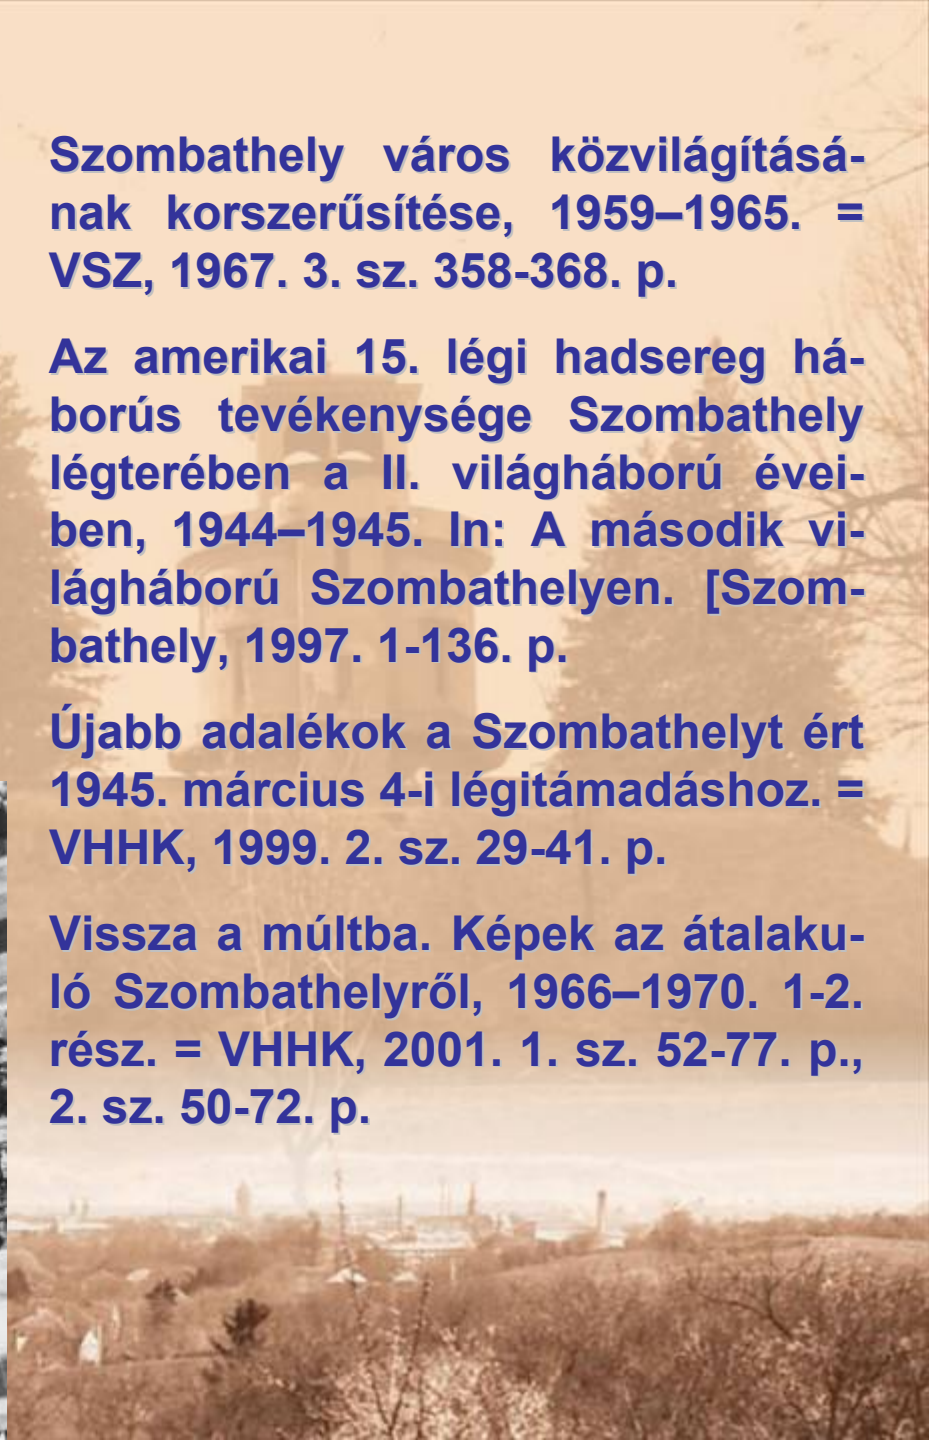 Szombathely város közvilágításá-
nak korszerűsítése, 1959–1965. =
VSZ, 1967. 3. sz. 358-368. p.
Az amerikai 15. légi hadsereg há-
borús tevékenysége Szombathely
légterében a II. világháború évei-
ben, 1944–1945. In: A második vi-
lágháború Szombathelyen. [Szom-
bathely, 1997. 1-136. p.
Újabb adalékok a Szombathelyt ért
1945. március 4-i légitámadáshoz. =
VHHK, 1999. 2. sz. 29-41. p.
Vissza a múltba. Képek az átalaku-
ló Szombathelyről, 1966–1970. 1-2.
rész. = VHHK, 2001. 1. sz. 52-77. p.,
2. sz. 50-72. p.